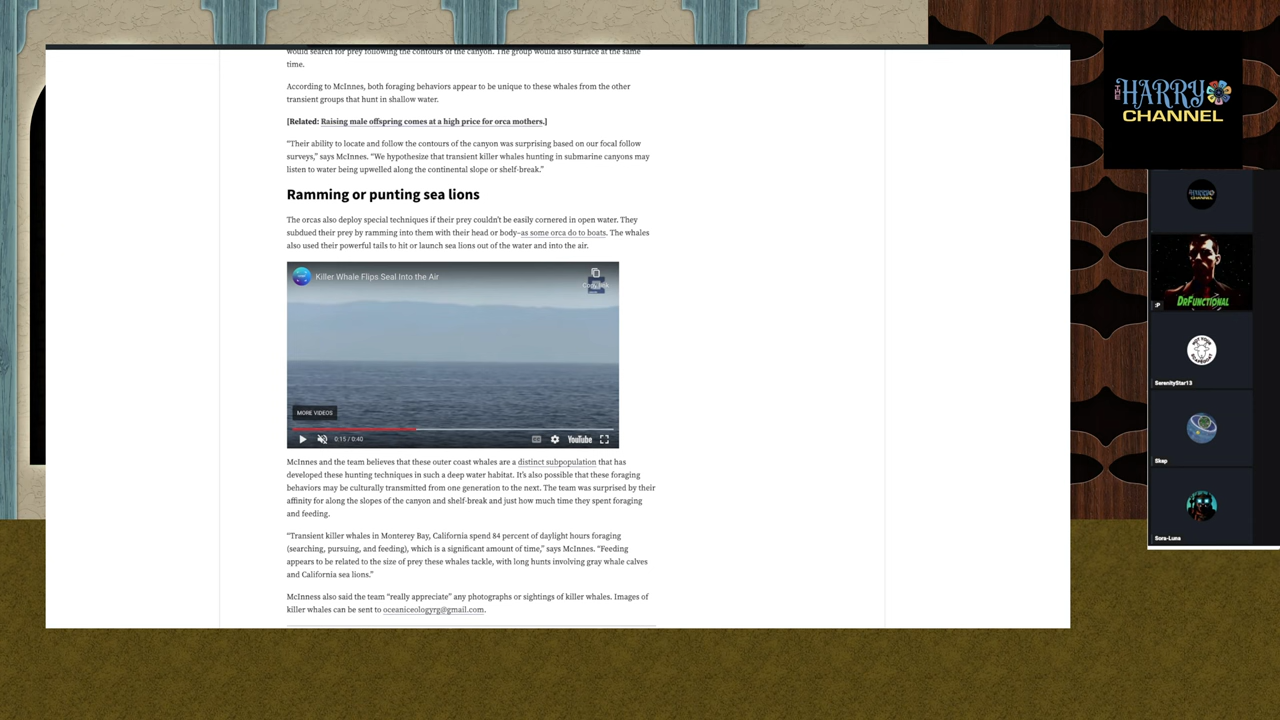 would search for prey following the contours of the canyon. The group would also surface at the same
time.
According to McInnes, both foraging behaviors appear to be unique to these whales from the other
transient groups that hunt in shallow water.
[Related: Raising male offspring comes at a high price for orca mothers.]
“Their ability to locate and follow the contours of the canyon was surprising based on our focal follow
surveys,” says McInnes. “We hypothesize that transient killer whales hunting in submarine canyons may
listen to water being upwelled along the continental slope or shelf-break.”
Ramming or punting sea lions
The orcas also deploy special techniques if their prey couldn’t be easily cornered in open water. They
subdued their prey by ramming into them with their head or body–as some orca do to boats. The whales
also used their powerful tails to hit or launch sea lions out of the water and into the air.
Killer Whale Flips Seal Into the Air
Copy link
MORE VIDEOS
0:15 / 0:40
YouTube
McInnes and the team believes that these outer coast whales are a distinct subpopulation that has
developed these hunting techniques in such a deep water habitat. It’s also possible that these foraging
behaviors may be culturally transmitted from one generation to the next. The team was surprised by their
affinity for along the slopes of the canyon and shelf-break and just how much time they spent foraging
and feeding.
“Transient killer whales in Monterey Bay, California spend 84 percent of daylight hours foraging
(searching, pursuing, and feeding), which is a significant amount of time,” says McInnes. “Feeding
appears to be related to the size of prey these whales tackle, with long hunts involving gray whale calves
and California sea lions.”
McInness also said the team “really appreciate” any photographs or sightings of killer whales. Images of
killer whales can be sent to oceaniceologyrg@gmail.com.
THE HARRY
CHANNEL
DRFUNCTIONAL
:P
SerenityStar13
Skep
Sora-Luna